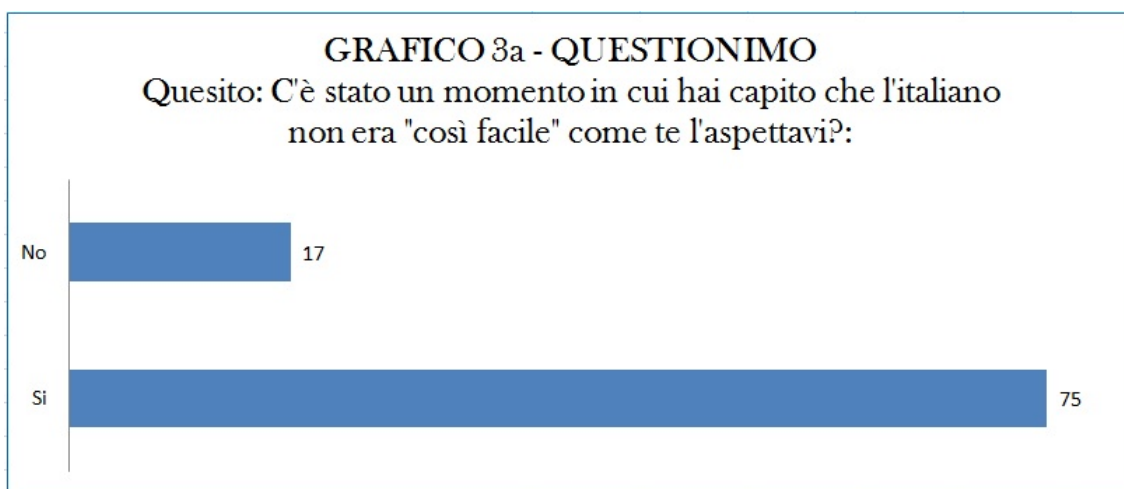 GRAFICO 3a - QUESTIONIMO
Quesito: C'è stato un momento in cui hai capito che l'italiano
non era "così facile" come te l'aspettavi?:
No
17
Si
75